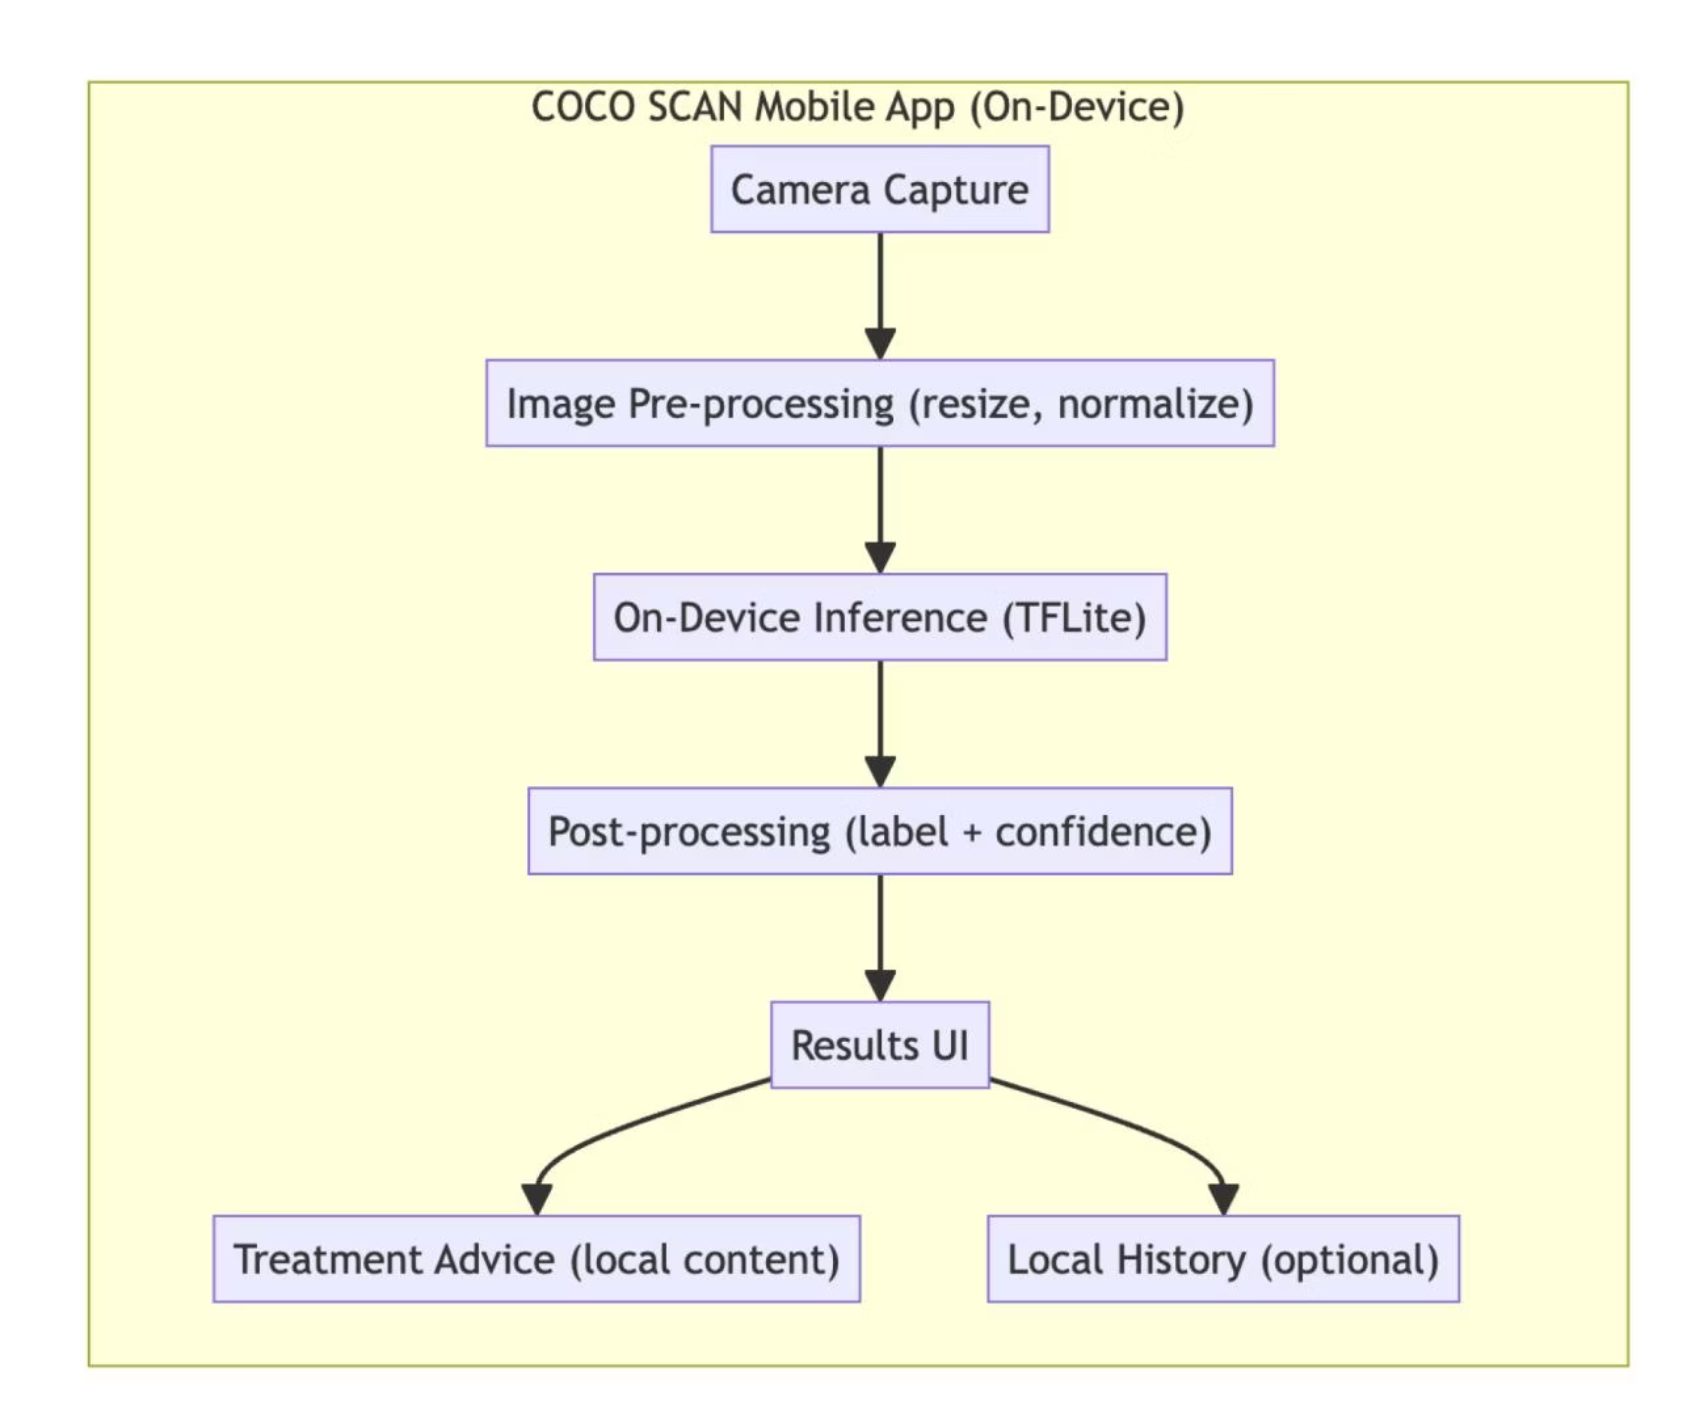 COCO SCAN Mobile App (On-Device)
Camera Capture
Image Pre-processing (resize, normalize)
On-Device Inference (TFLite)
Post-processing (label + confidence)
Results UI
Treatment Advice (local content)
Local History (optional)